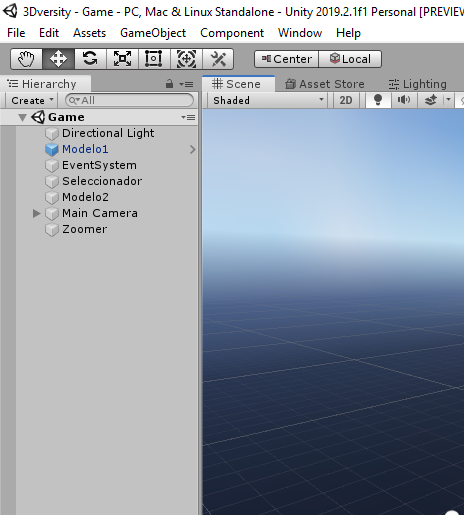 3Dversity - Game - PC, Mac & Linux Standalone - Unity 2019.2.1f1 Personal [PREVIEW
File Edit Assets GameObject Component Window Help
Center Local
Hierarchy Scene Asset Store Lighting
Create All Shaded 2D
Game
Directional Light
Modelo1
EventSystem
Seleccionador
Modelo2
Main Camera
Zoomer